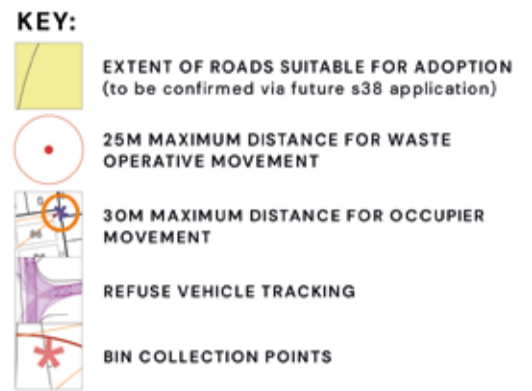 KEY:
EXTENT OF ROADS SUITABLE FOR ADOPTION
(to be confirmed via future s38 application)
25M MAXIMUM DISTANCE FOR WASTE
OPERATIVE MOVEMENT
30M MAXIMUM DISTANCE FOR OCCUPIER
MOVEMENT
REFUSE VEHICLE TRACKING
BIN COLLECTION POINTS